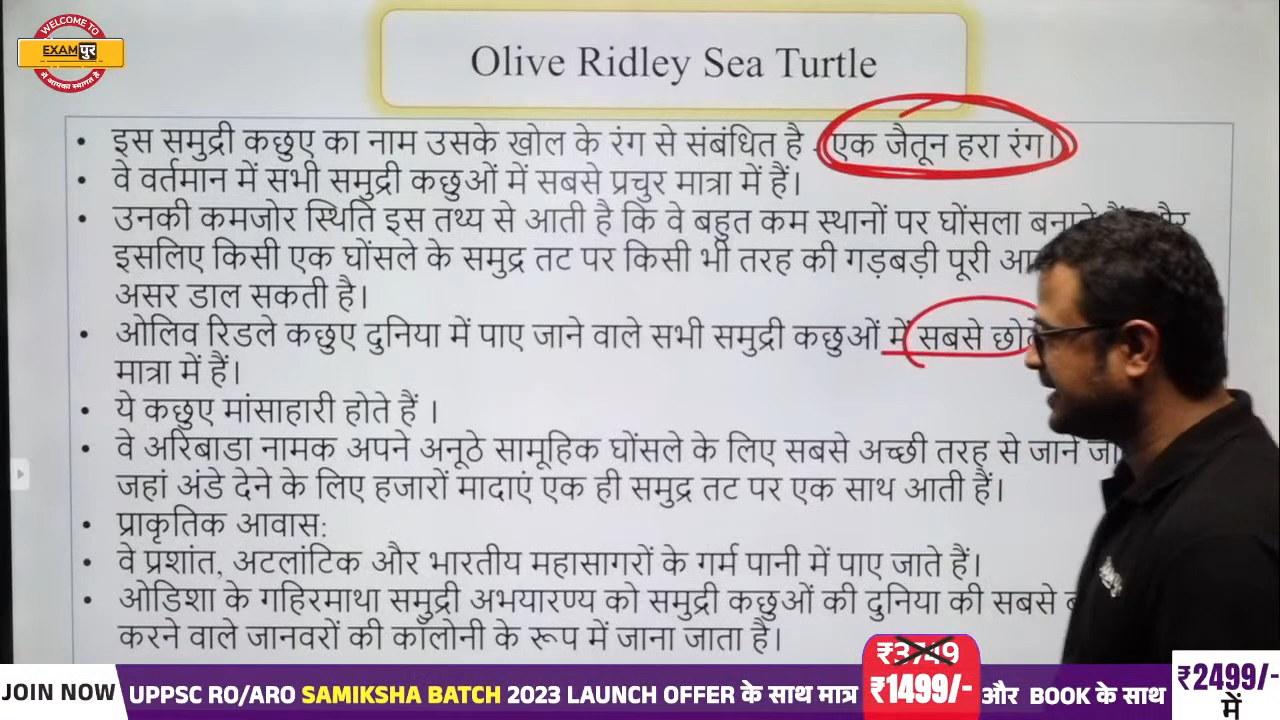 WELCOME TO
EXAM पुर
में आपका स्वागत है
Olive Ridley Sea Turtle
• इस समुद्री कछुए का नाम उसके खोल के रंग से संबंधित है - एक जैतून हरा रंग।
• वे वर्तमान में सभी समुद्री कछुओं में सबसे प्रचुर मात्रा में हैं।
• उनकी कमजोर स्थिति इस तथ्य से आती है कि वे बहुत कम स्थानों पर घोंसला बनाते हैं, और
इसलिए किसी एक घोंसले के समुद्र तट पर किसी भी तरह की गड़बड़ी पूरी
असर डाल सकती है।
• ओलिव रिडले कछुए दुनिया में पाए जाने वाले सभी समुद्री कछुओं में सबसे
मात्रा में हैं।
• ये कछुए मांसाहारी होते हैं ।
• वे अरिबाडा नामक अपने अनूठे सामूहिक घोंसले के लिए सबसे अच्छी तरह से जाने
जहां अंडे देने के लिए हजारों मादाएं एक ही समुद्र तट पर एक साथ आती हैं।
• प्राकृतिक आवास:
• वे प्रशांत, अटलांटिक और भारतीय महासागरों के गर्म पानी में पाए जाते हैं।
• ओडिशा के गहिरमाथा समुद्री अभयारण्य को समुद्री कछुओं की दुनिया की सबसे
करने वाले जानवरों की कॉलोनी के रूप में जाना जाता है।
JOIN NOW UPPSC RO/ARO SAMIKSHA BATCH 2023 LAUNCH OFFER के साथ मात्र ₹3749 ₹1499/- और BOOK के साथ ₹2499/- में